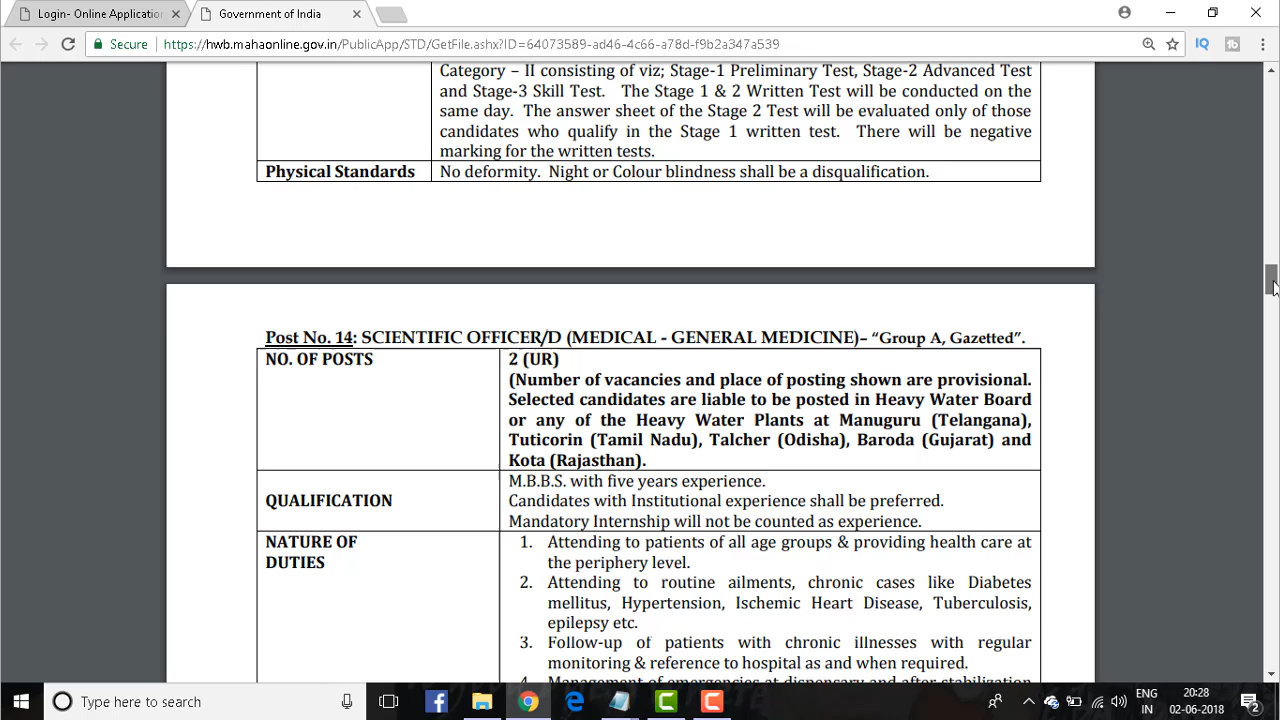 Login- Online Application
Government of India
Secure
https://hwb.mahaonline.gov.in/PublicApp/STD/GetFile.ashx?ID=64073589-ad46-4c66-a78d-f9b2a347a539
IQ
Category – II consisting of viz; Stage-1 Preliminary Test, Stage-2 Advanced Test
and Stage-3 Skill Test. The Stage 1 & 2 Written Test will be conducted on the
same day. The answer sheet of the Stage 2 Test will be evaluated only of those
candidates who qualify in the Stage 1 written test. There will be negative
marking for the written tests.
Physical Standards
No deformity. Night or Colour blindness shall be a disqualification.
Post No. 14: SCIENTIFIC OFFICER/D (MEDICAL - GENERAL MEDICINE)– “Group A, Gazetted”.
NO. OF POSTS
2 (UR)
(Number of vacancies and place of posting shown are provisional.
Selected candidates are liable to be posted in Heavy Water Board
or any of the Heavy Water Plants at Manuguru (Telangana),
Tuticorin (Tamil Nadu), Talcher (Odisha), Baroda (Gujarat) and
Kota (Rajasthan).
QUALIFICATION
M.B.B.S. with five years experience.
Candidates with Institutional experience shall be preferred.
Mandatory Internship will not be counted as experience.
NATURE OF
DUTIES
1. Attending to patients of all age groups & providing health care at
the periphery level.
2. Attending to routine ailments, chronic cases like Diabetes
mellitus, Hypertension, Ischemic Heart Disease, Tuberculosis,
epilepsy etc.
3. Follow-up of patients with chronic illnesses with regular
monitoring & reference to hospital as and when required.
4. Management of emergencies at dispensary and after stabilization
Type here to search
ENG
IN
20:28
02-06-2018
2